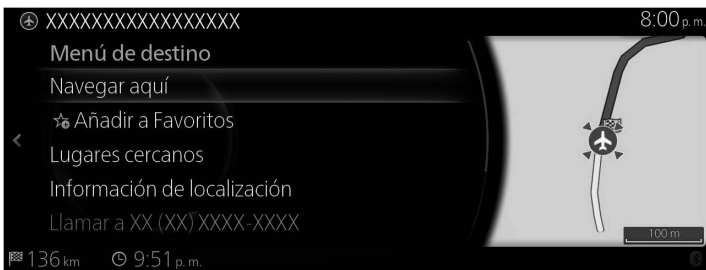 XXXXXXXXXXXXXXXXX 8:00 p. m.
Menú de destino
Navegar aquí
Añadir a Favoritos
Lugares cercanos
Información de localización
Llamar a XX (XX) XXXX-XXXX
100 m
136 km 9:51 p. m.